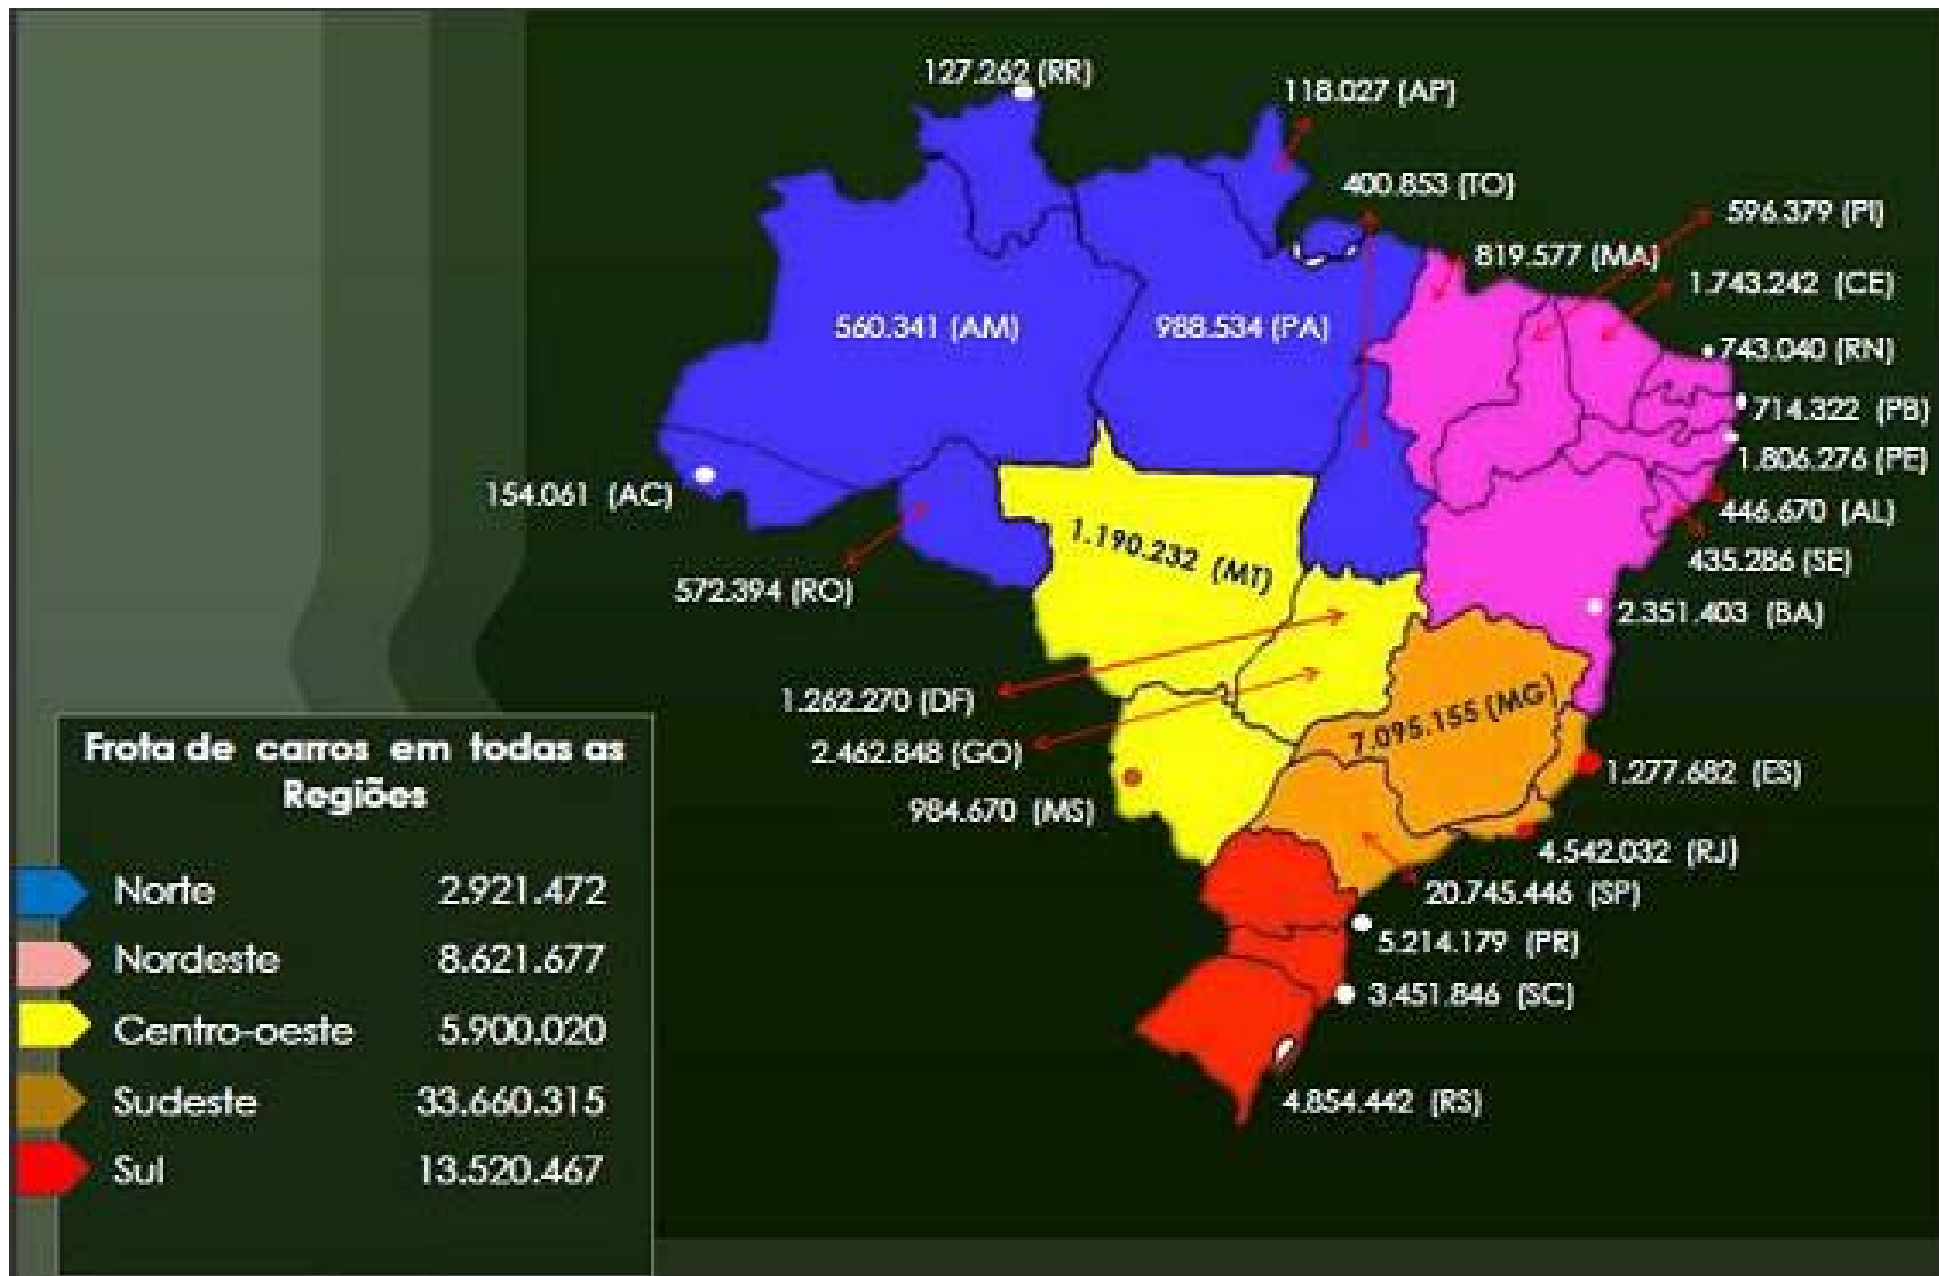 127.262 (RR)
118.027 (AP)
400.853 (TO)
596.379 (PI)
819.577 (MA)
1.743.242 (CE)
560.341 (AM)
988.534 (PA)
743.040 (RN)
714.322 (PB)
1.806.276 (PE)
154.061 (AC)
446.670 (AL)
1.190.232 (MT)
435.286 (SE)
572.394 (RO)
2.351.403 (BA)
1.262.270 (DF)
7.095.155 (MG)
2.462.848 (GO)
1.277.682 (ES)
984.670 (MS)
4.542.032 (RJ)
20.745.446 (SP)
5.214.179 (PR)
3.451.846 (SC)
4.854.442 (RS)
Frota de carros em todas as
Regiões
Norte 2.921.472
Nordeste 8.621.677
Centro-oeste 5.900.020
Sudeste 33.660.315
Sul 13.520.467